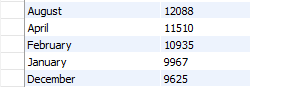 August 12088
April 11510
February 10935
January 9967
December 9625